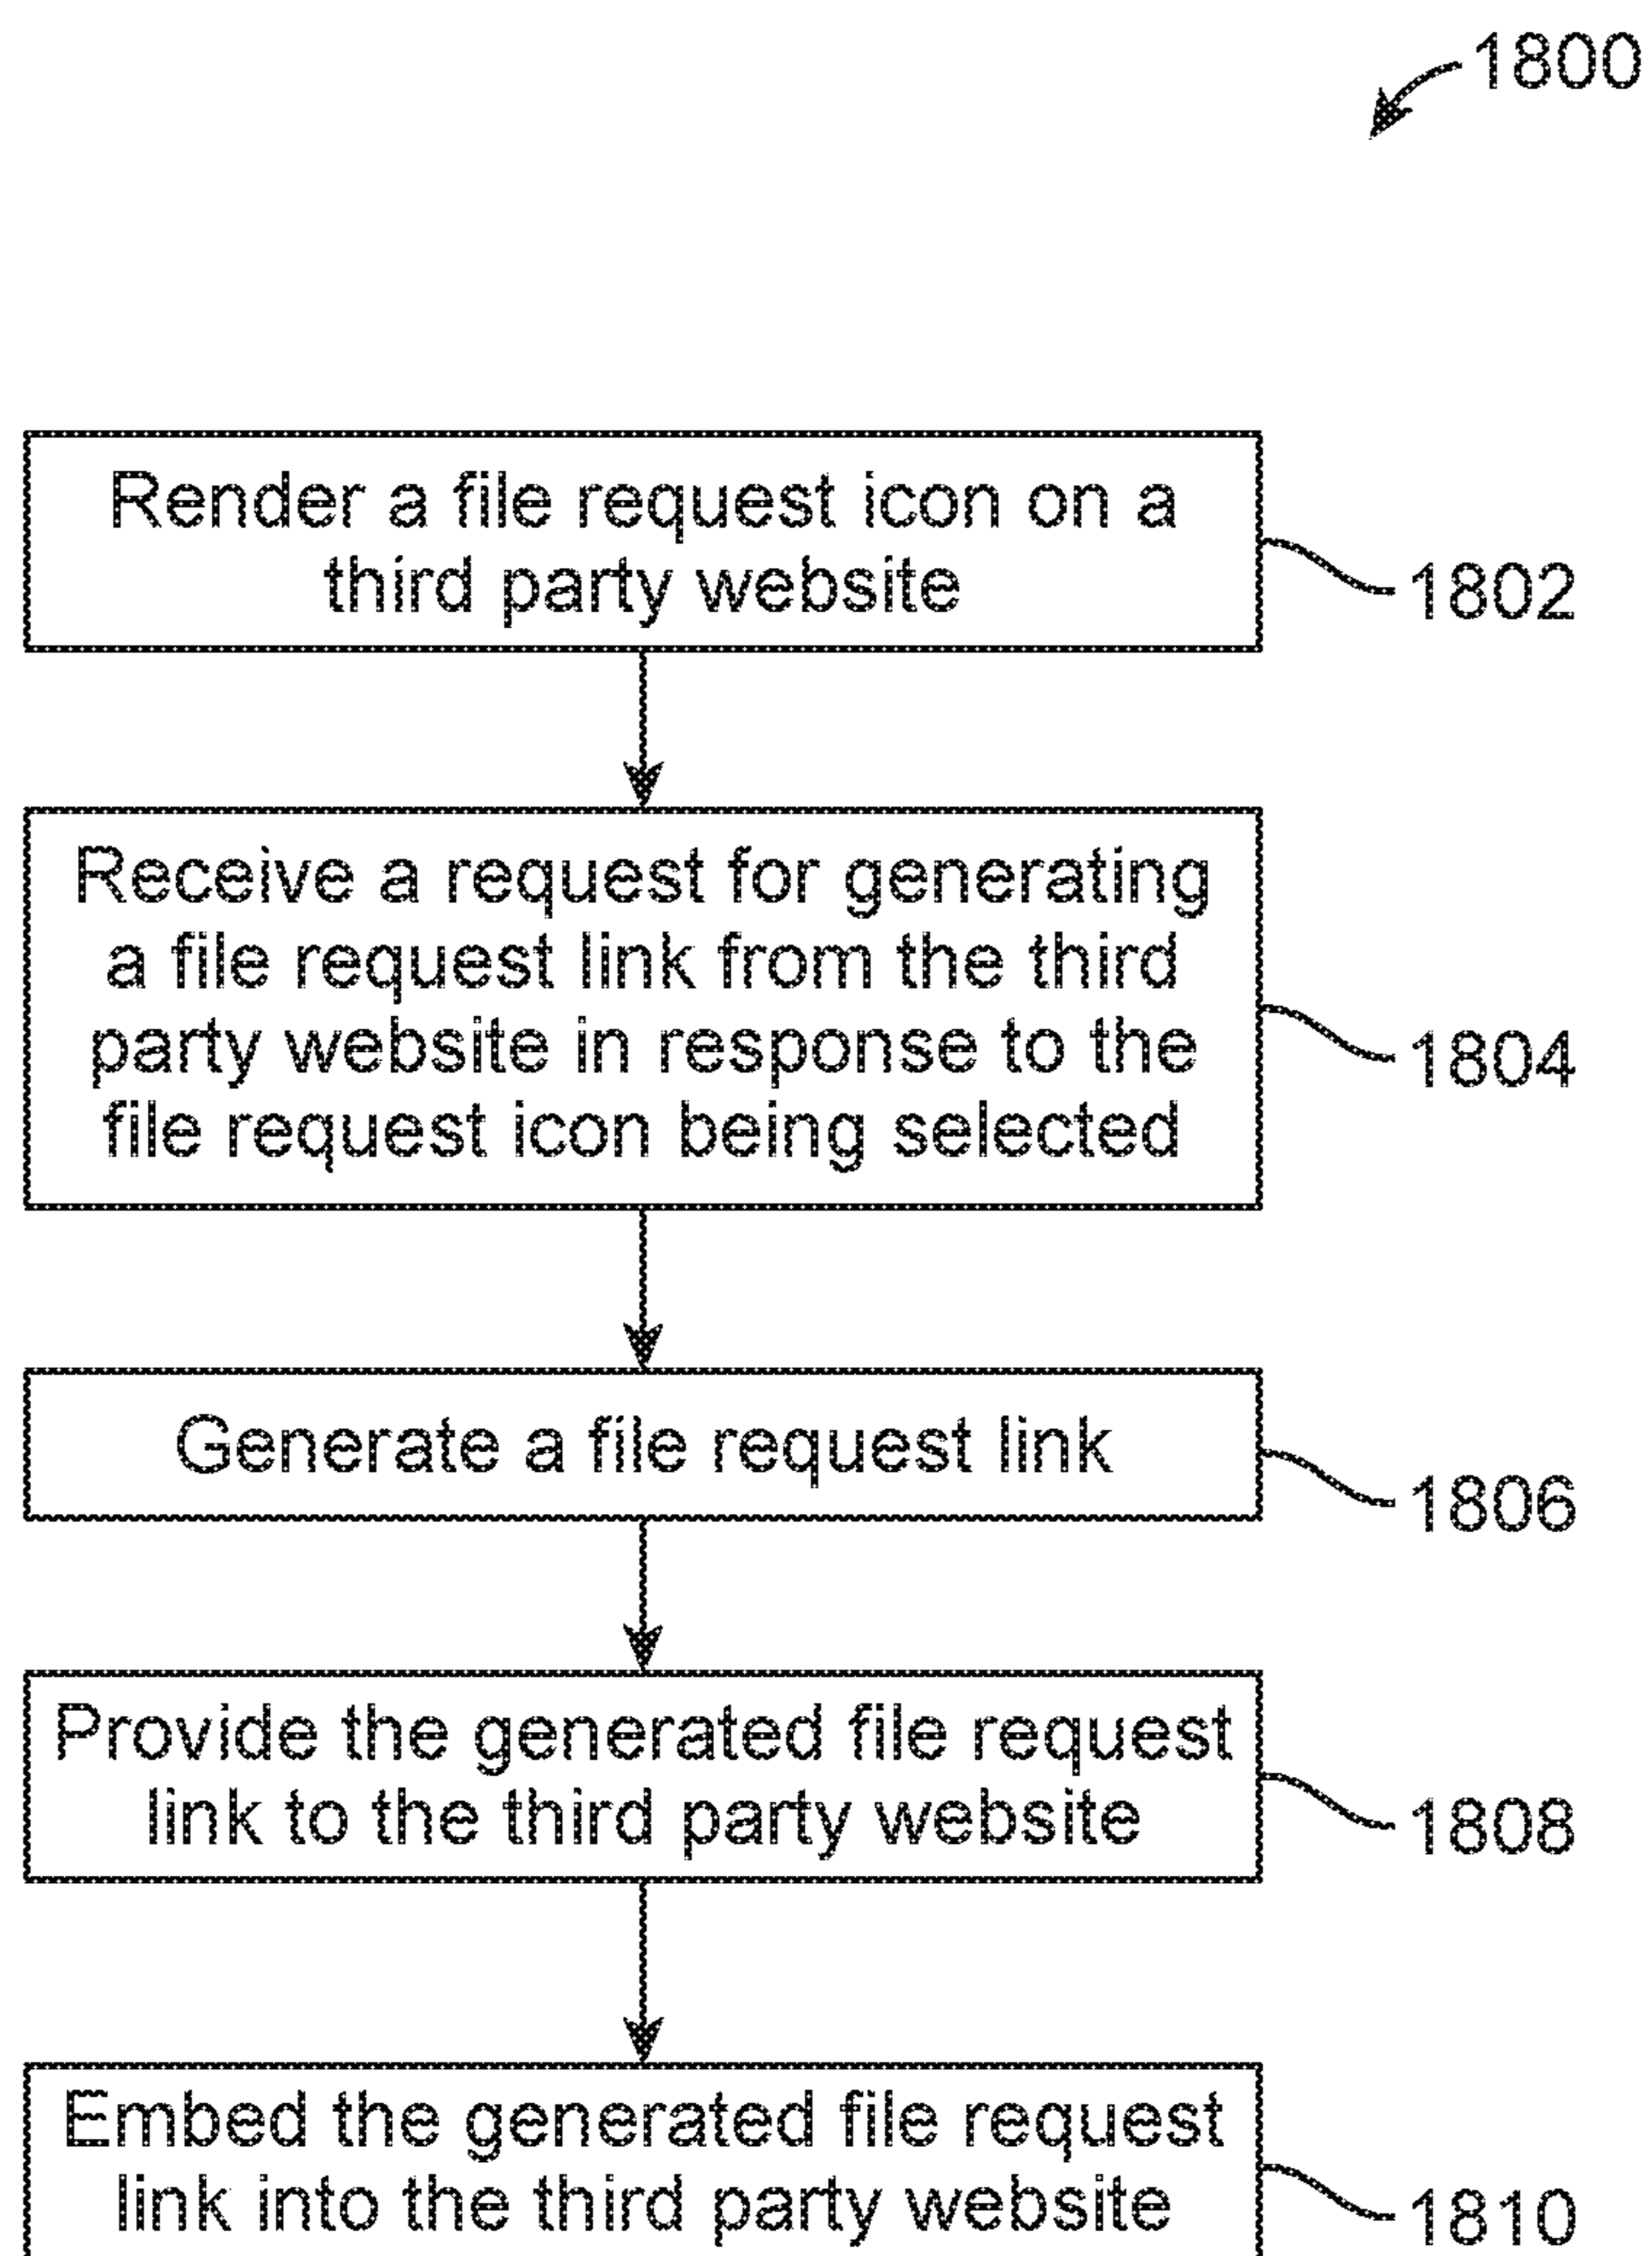 1800
Render a file request icon on a
third party website
1802
Receive a request for generating
a file request link from the third
party website in response to the
file request icon being selected
1804
Generate a file request link
1806
Provide the generated file request
link to the third party website
1808
Embed the generated file request
link into the third party website
1810